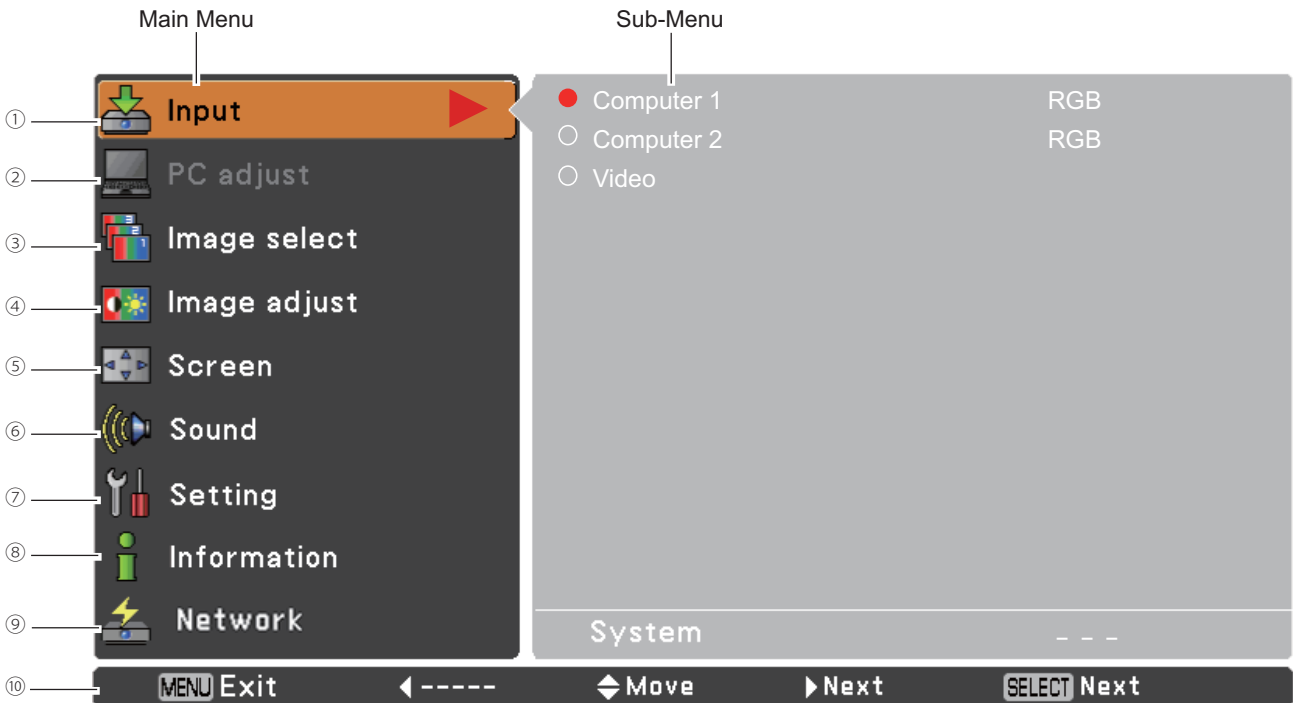 Main Menu Sub-Menu
① Input Computer 1 RGB
Computer 2 RGB
② PC adjust Video
③ Image select
④ Image adjust
⑤ Screen
⑥ Sound
⑦ Setting
⑧ Information
⑨ Network System _ _ _
⑩ MENU Exit ◀ ----- Move ▶ Next SELECT Next